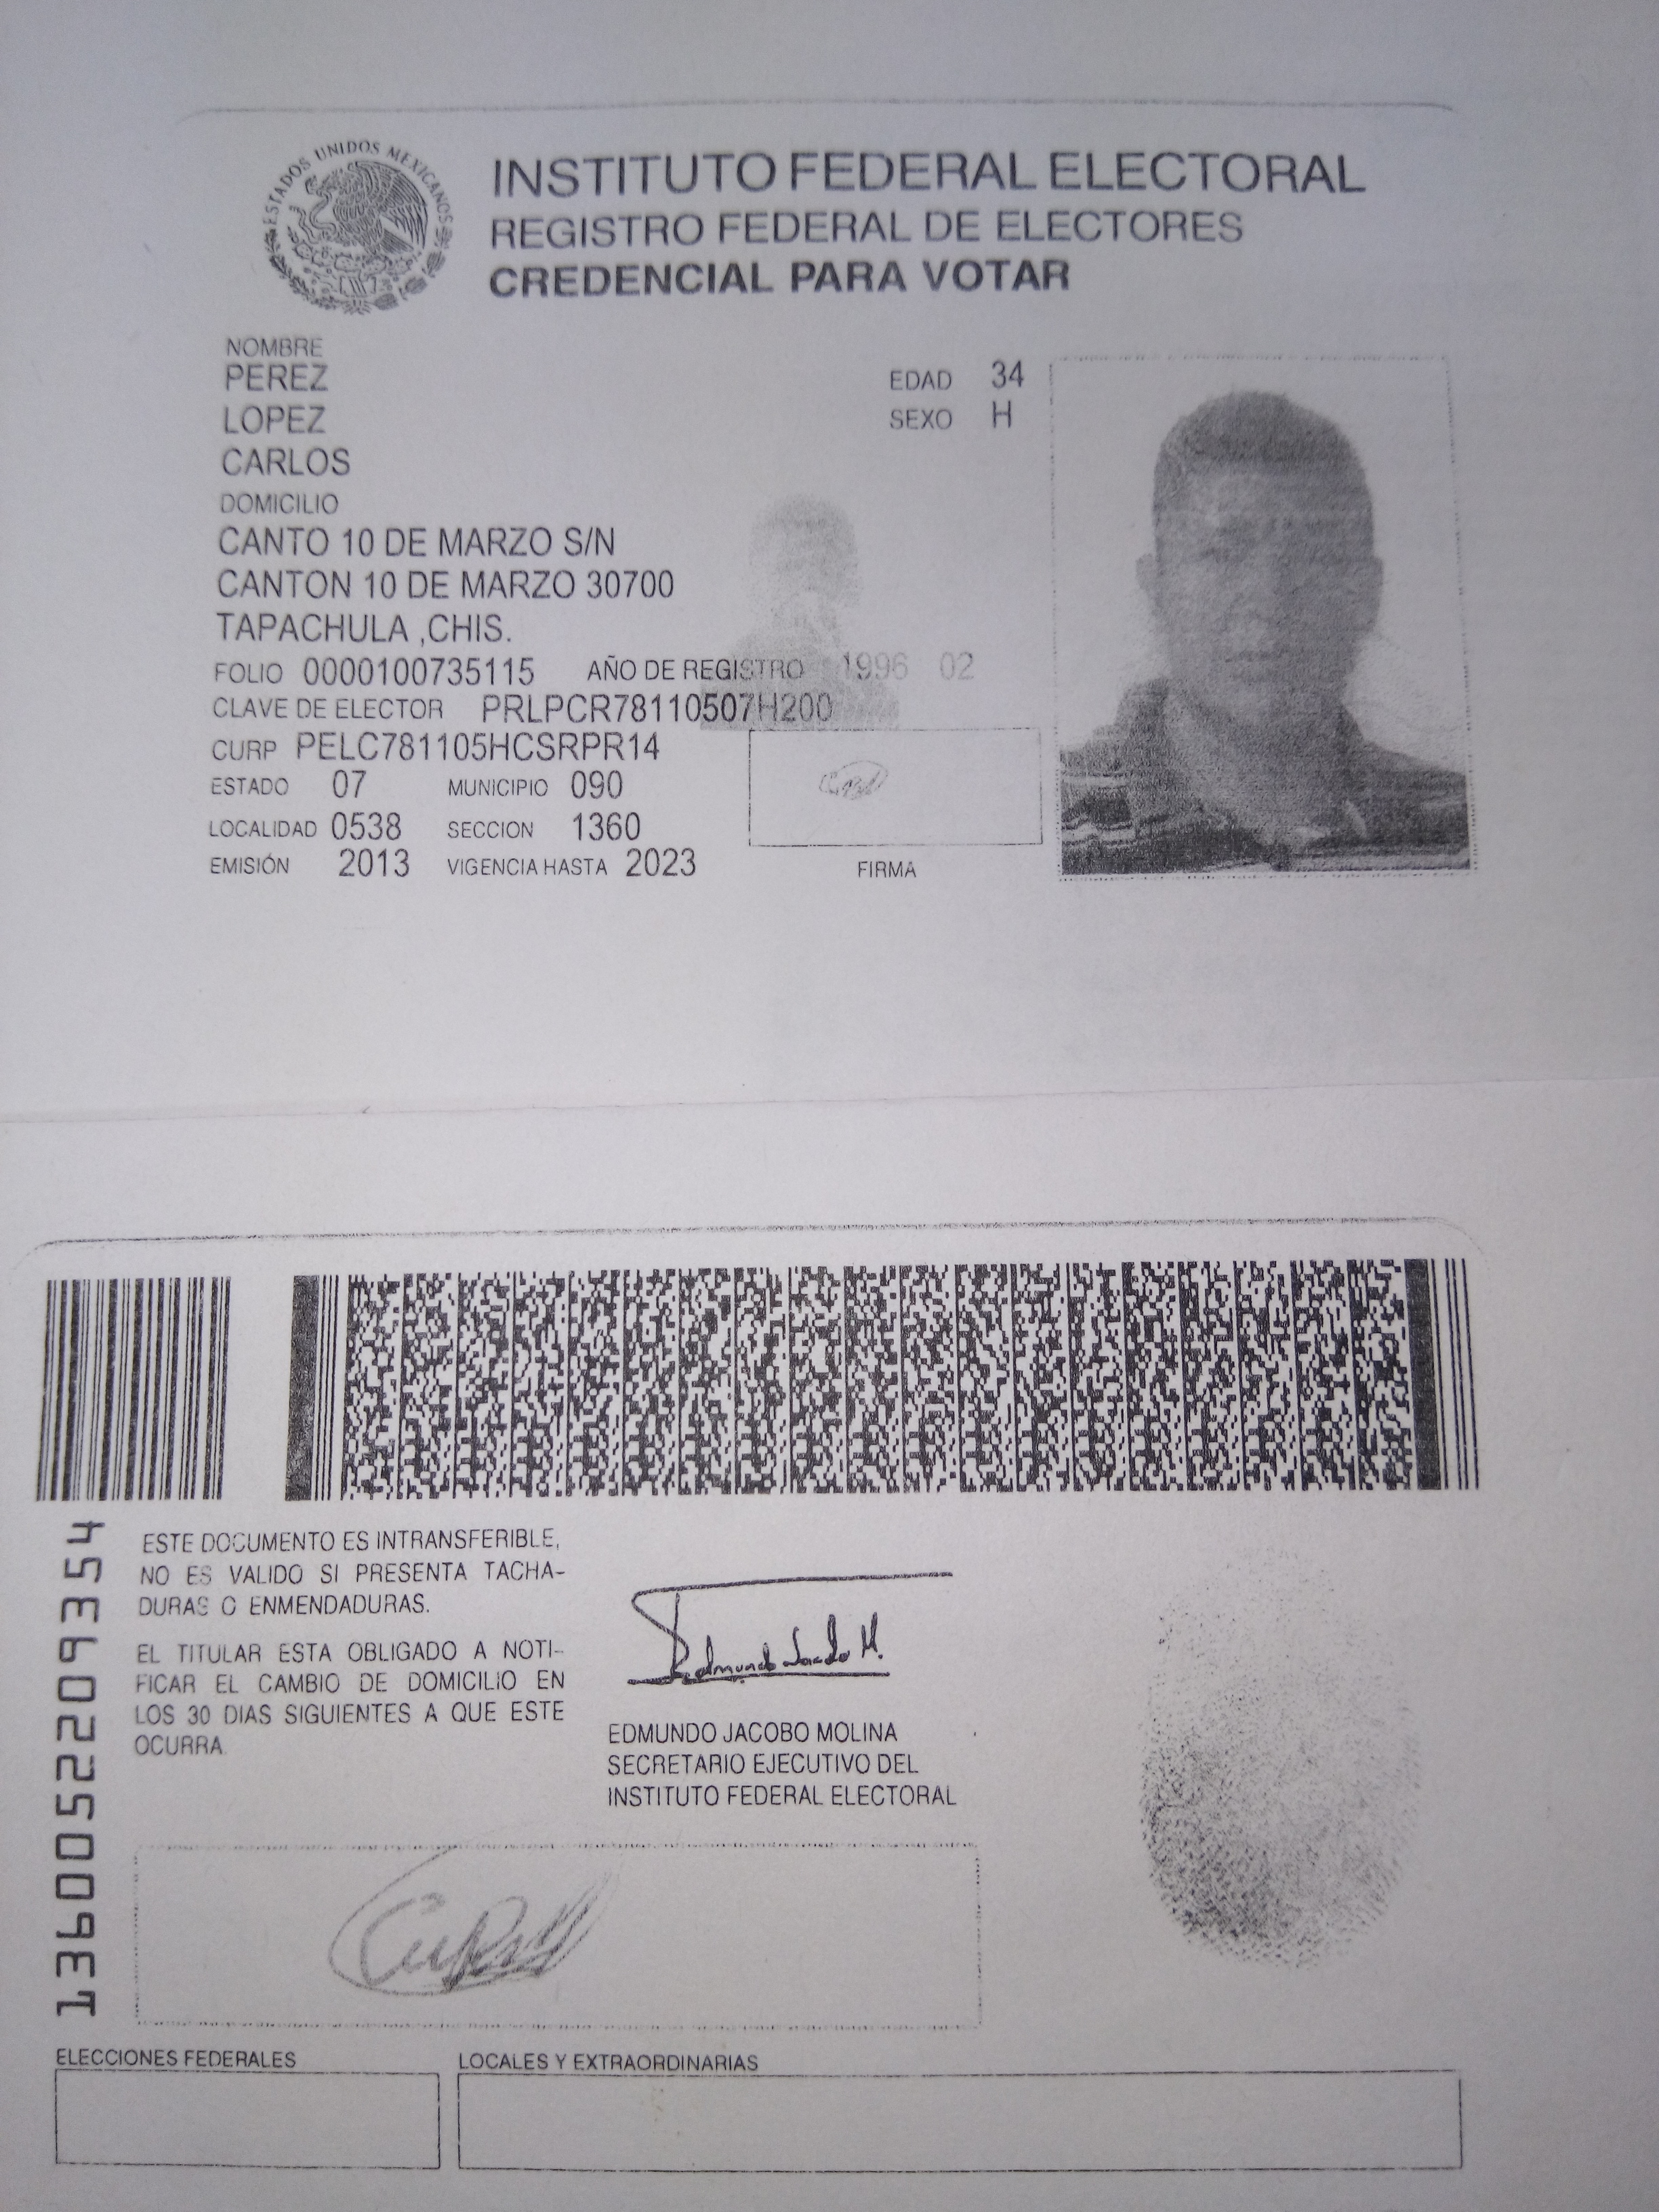 ESTADOS UNIDOS MEXICANOS
INSTITUTO FEDERAL ELECTORAL
REGISTRO FEDERAL DE ELECTORES
CREDENCIAL PARA VOTAR
NOMBRE
PEREZ
LOPEZ
CARLOS
EDAD 34
SEXO H
DOMICILIO
CANTO 10 DE MARZO S/N
CANTON 10 DE MARZO 30700
TAPACHULA ,CHIS.
FOLIO 0000100735115 AÑO DE REGISTRO 1996 02
CLAVE DE ELECTOR PRLPCR78110507H200
CURP PELC781105HCSRPR14
ESTADO 07 MUNICIPIO 090
LOCALIDAD 0538 SECCION 1360
EMISIÓN 2013 VIGENCIA HASTA 2023
FIRMA
1360052209354
ESTE DOCUMENTO ES INTRANSFERIBLE,
NO ES VALIDO SI PRESENTA TACHA-
DURAS O ENMENDADURAS.
EL TITULAR ESTA OBLIGADO A NOTI-
FICAR EL CAMBIO DE DOMICILIO EN
LOS 30 DIAS SIGUIENTES A QUE ESTE
OCURRA.
Edmundo Jacobo M.
EDMUNDO JACOBO MOLINA
SECRETARIO EJECUTIVO DEL
INSTITUTO FEDERAL ELECTORAL
ELECCIONES FEDERALES
LOCALES Y EXTRAORDINARIAS